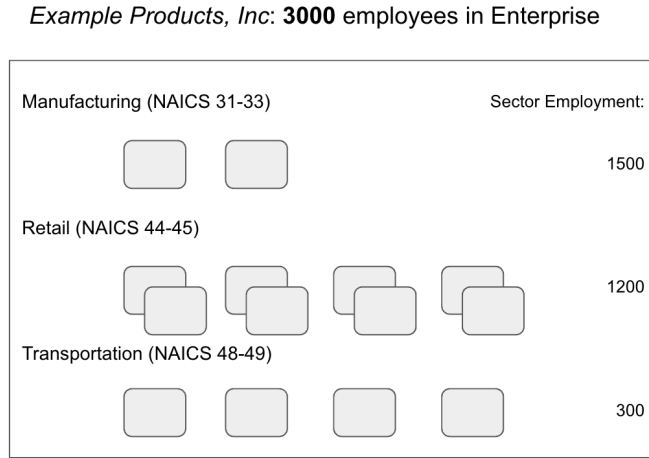 Example Products, Inc: 3000 employees in Enterprise
Manufacturing (NAICS 31-33) Sector Employment:
1500
Retail (NAICS 44-45)
1200
Transportation (NAICS 48-49)
300